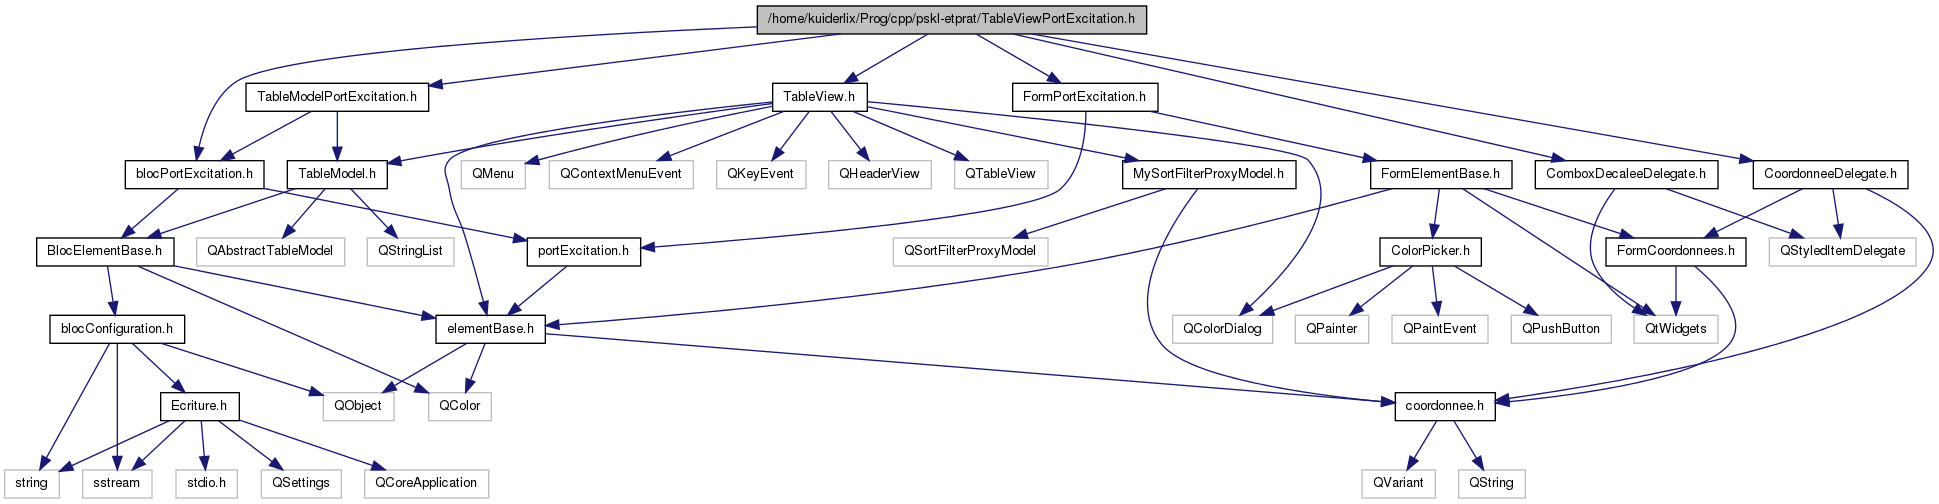 /home/kuiderlix/Prog/cpp/pskl-etprat/TableViewPortExcitation.h
TableModelPortExcitation.h
TableView.h
FormPortExcitation.h
blocPortExcitation.h
TableModel.h
QMenu
QContextMenuEvent
QKeyEvent
QHeaderView
QTableView
MySortFilterProxyModel.h
FormElementBase.h
ComboxDecaleeDelegate.h
CoordonneeDelegate.h
BlocElementBase.h
QAbstractTableModel
QStringList
portExcitation.h
QSortFilterProxyModel
ColorPicker.h
FormCoordonnees.h
QStyledItemDelegate
blocConfiguration.h
elementBase.h
QColorDialog
QPainter
QPaintEvent
QPushButton
QtWidgets
Ecriture.h
QObject
QColor
coordonnee.h
string
sstream
stdio.h
QSettings
QCoreApplication
QVariant
QString